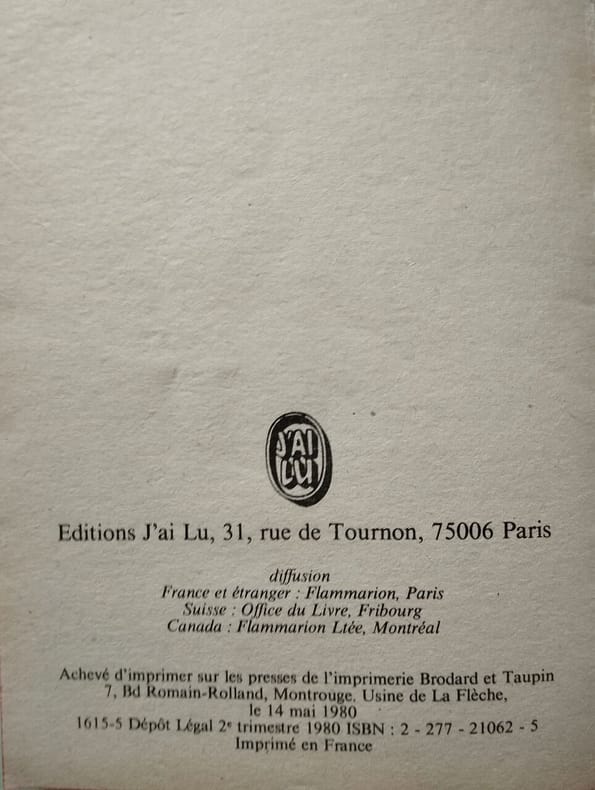 J'AI
LU
Editions J'ai Lu, 31, rue de Tournon, 75006 Paris
diffusion
France et étranger : Flammarion, Paris
Suisse : Office du Livre, Fribourg
Canada : Flammarion Ltée, Montréal
Achevé d'imprimer sur les presses de l'imprimerie Brodard et Taupin
7, Bd Romain-Rolland, Montrouge. Usine de La Flèche,
le 14 mai 1980
1615-5 Dépôt Légal 2e trimestre 1980 ISBN : 2 - 277 - 21062 - 5
Imprimé en France